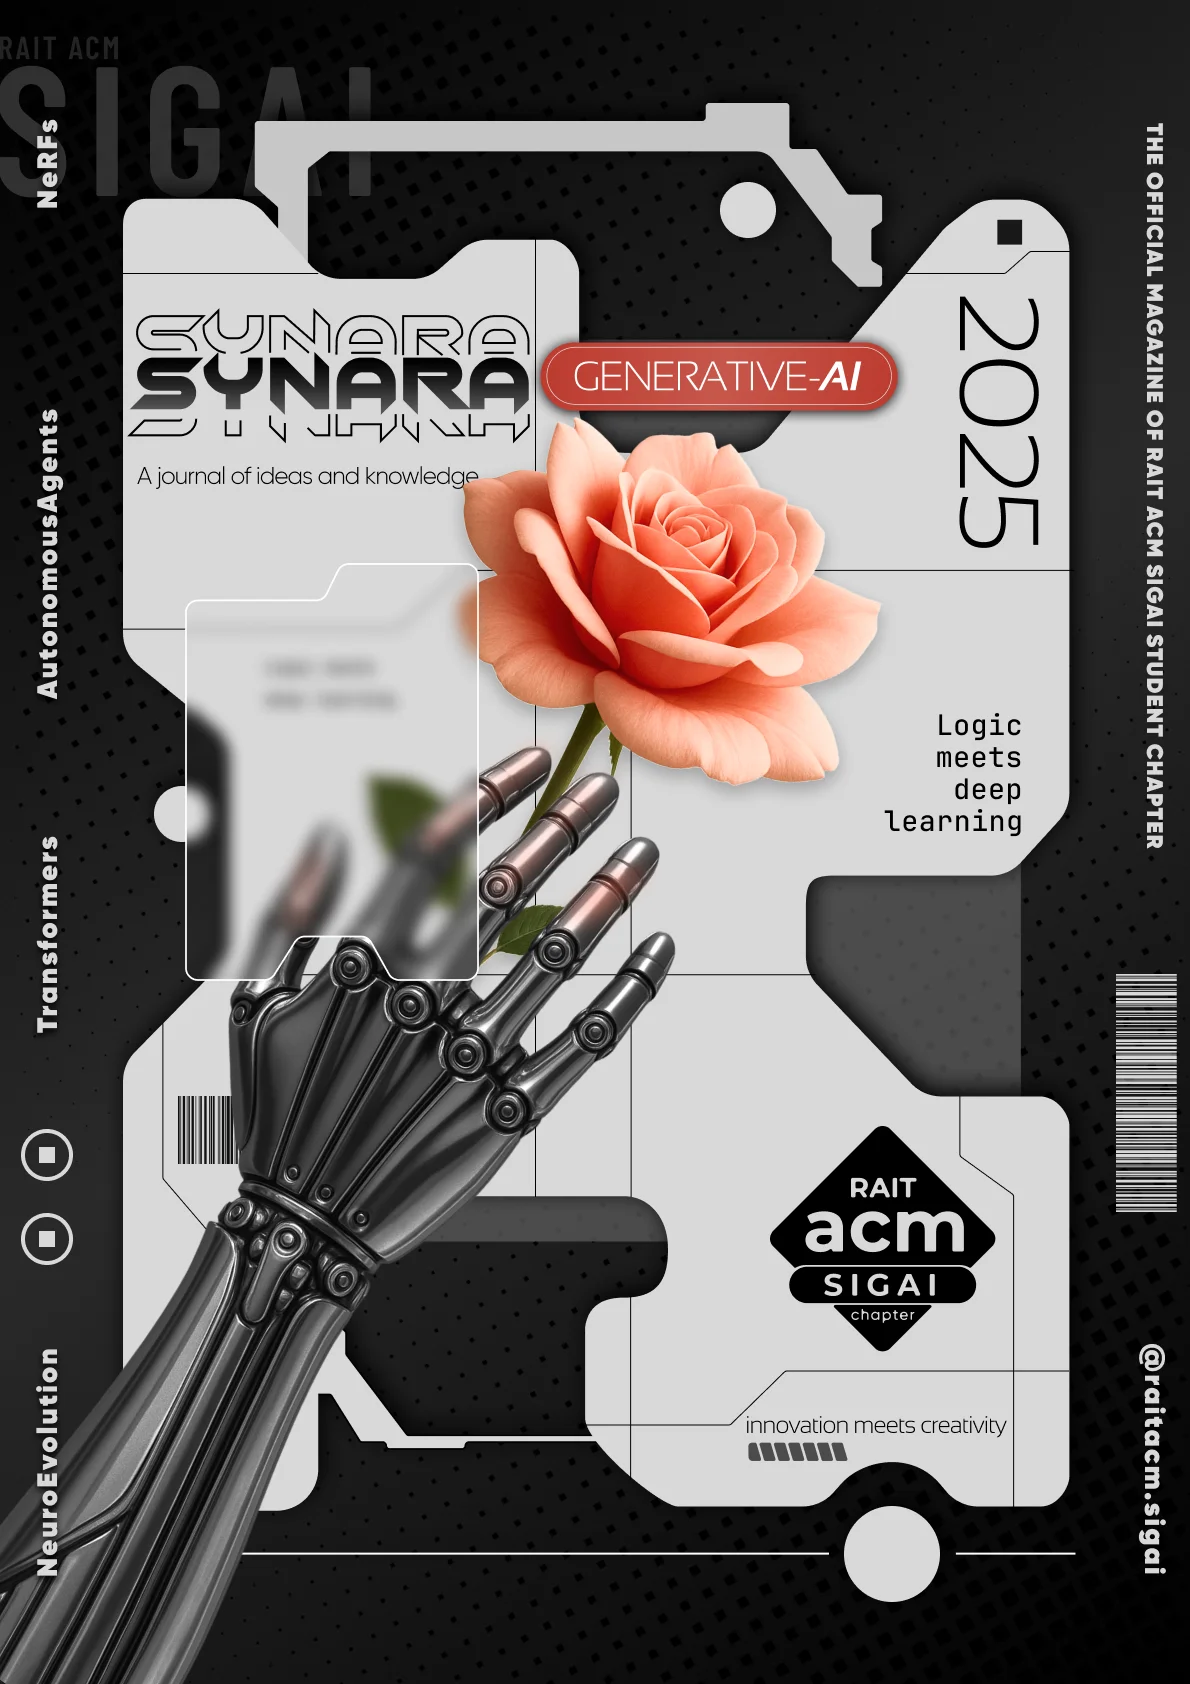 RAIT ACM
SIGAI
NeRFs
AutonomousAgents
Transformers
NeuroEvolution
SYNARA
SYNARA
SYNARA
A journal of ideas and knowledge
GENERATIVE-AI
2025
Logic
meets
deep
learning
RAIT
acm
SIGAI
chapter
innovation meets creativity
THE OFFICIAL MAGAZINE OF RAIT ACM SIGAI STUDENT CHAPTER
@raitacm.sigai